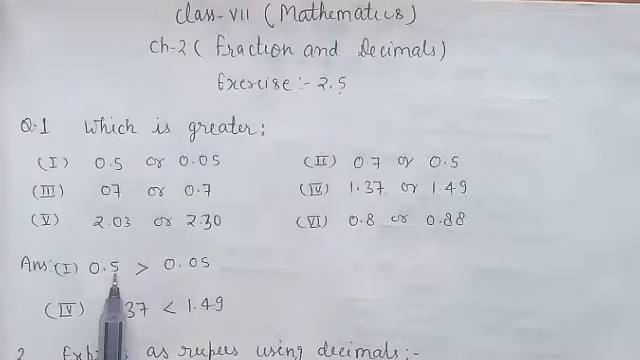 Class-VII (Mathematics)
Ch-2 (Fraction and Decimals)
Exercise :- 2.5
Q.1 Which is greater:
(I) 0.5 or 0.05 (II) 0.7 or 0.5
(III) 07 or 0.7 (IV) 1.37 or 1.49
(V) 2.03 or 2.30 (VI) 0.8 or 0.88
Ans:(I) 0.5 > 0.05
(IV) 37 < 1.49
2. as rupees using decimals:-